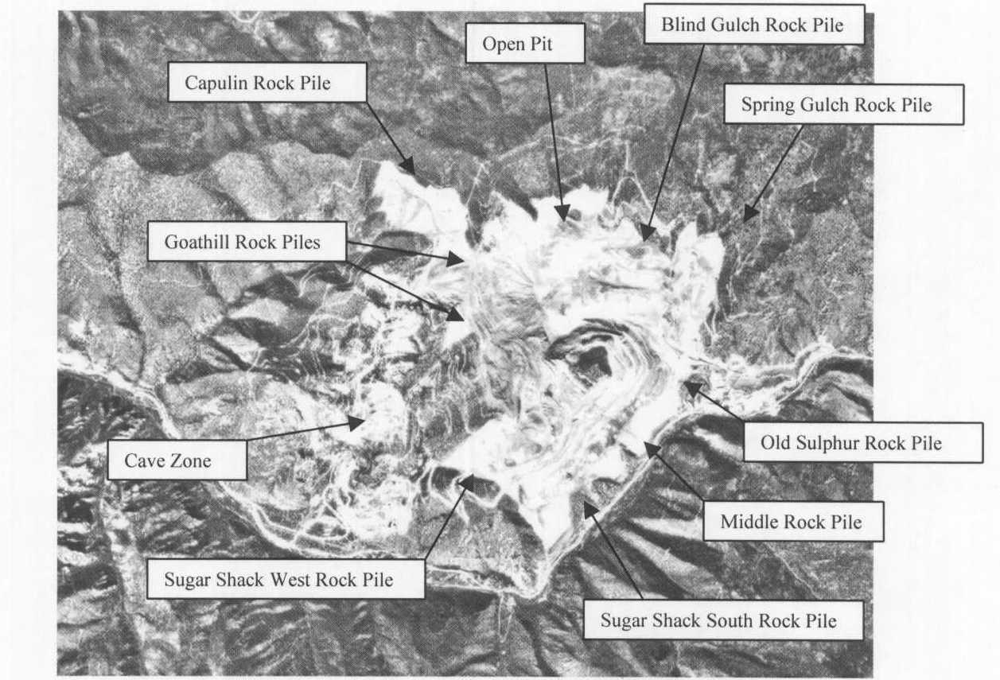 Blind Gulch Rock Pile
Open Pit
Capulin Rock Pile
Spring Gulch Rock Pile
Goathill Rock Piles
Cave Zone
Old Sulphur Rock Pile
Middle Rock Pile
Sugar Shack West Rock Pile
Sugar Shack South Rock Pile